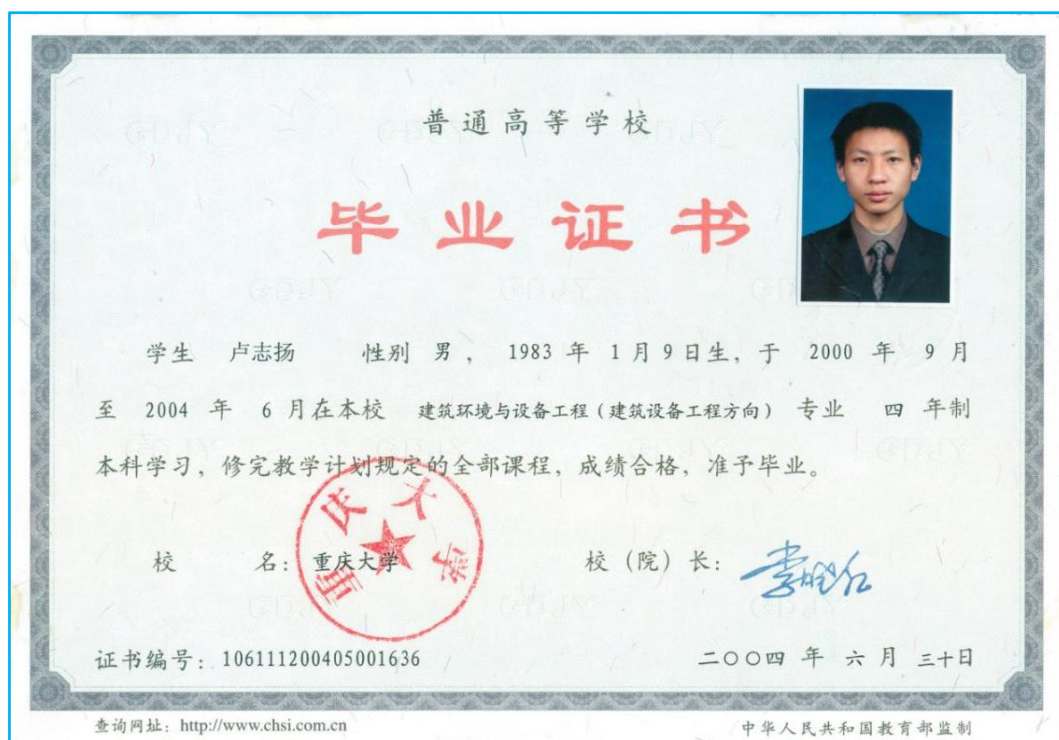 普通高等学校
毕业证书
学生 卢志扬 性别 男，1983 年 1 月 9 日生，于 2000 年 9 月
至 2004 年 6 月在本校 建筑环境与设备工程（建筑设备工程方向） 专业 四 年制
本科学习，修完教学计划规定的全部课程，成绩合格，准予毕业。
重庆大学
校 名：重庆大学 校（院）长：李晓红
证书编号：106111200405001636 二〇〇四 年 六 月 三十日
查询网址：http://www.chsi.com.cn 中华人民共和国教育部监制